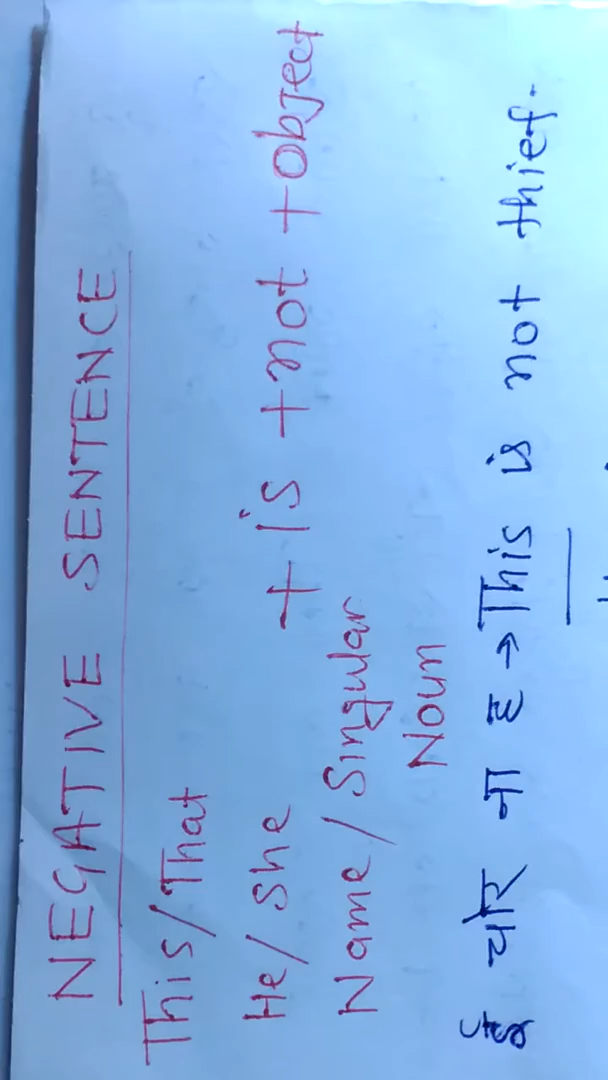 NEGATIVE SENTENCE
This/That
He/she + is + not + object
Name/Singular
Noun
ई चोर ना ह → This is not thief.